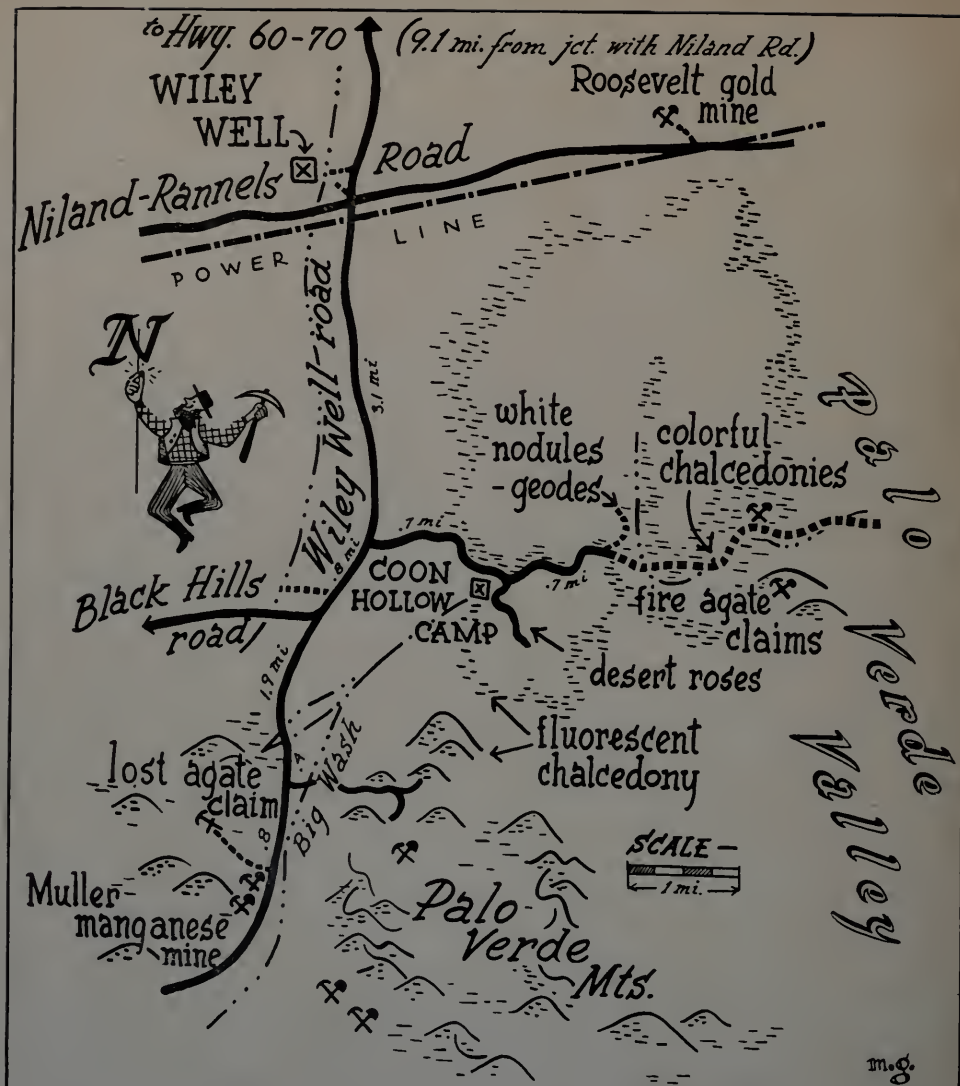 to Hwy. 60-70 (9.1 mi. from jct. with Niland Rd.)
WILEY
WELL
Roosevelt gold
mine
Niland-Rannels Road
POWER LINE
N
Wiley Well road
3.1 mi
white
nodules
-geodes
colorful
chalcedonies
Palo Verde Valley
.7 mi
.8 mi
Black Hills
road
COON
HOLLOW
CAMP
.7 mi
fire agate
claims
desert roses
1.9 mi
fluorescent
chalcedony
lost agate
claim
.4
Big Wash
.8
Muller
manganese
mine
SCALE-
1 mi.
Palo
Verde
Mts.
m.g.